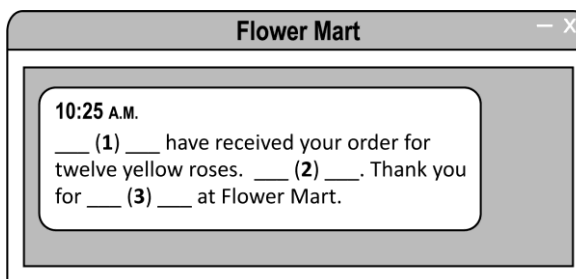 Flower Mart
– X
10:25 A.M.
___ (1) ___ have received your order for
twelve yellow roses. ___ (2) ___. Thank you
for ___ (3) ___ at Flower Mart.